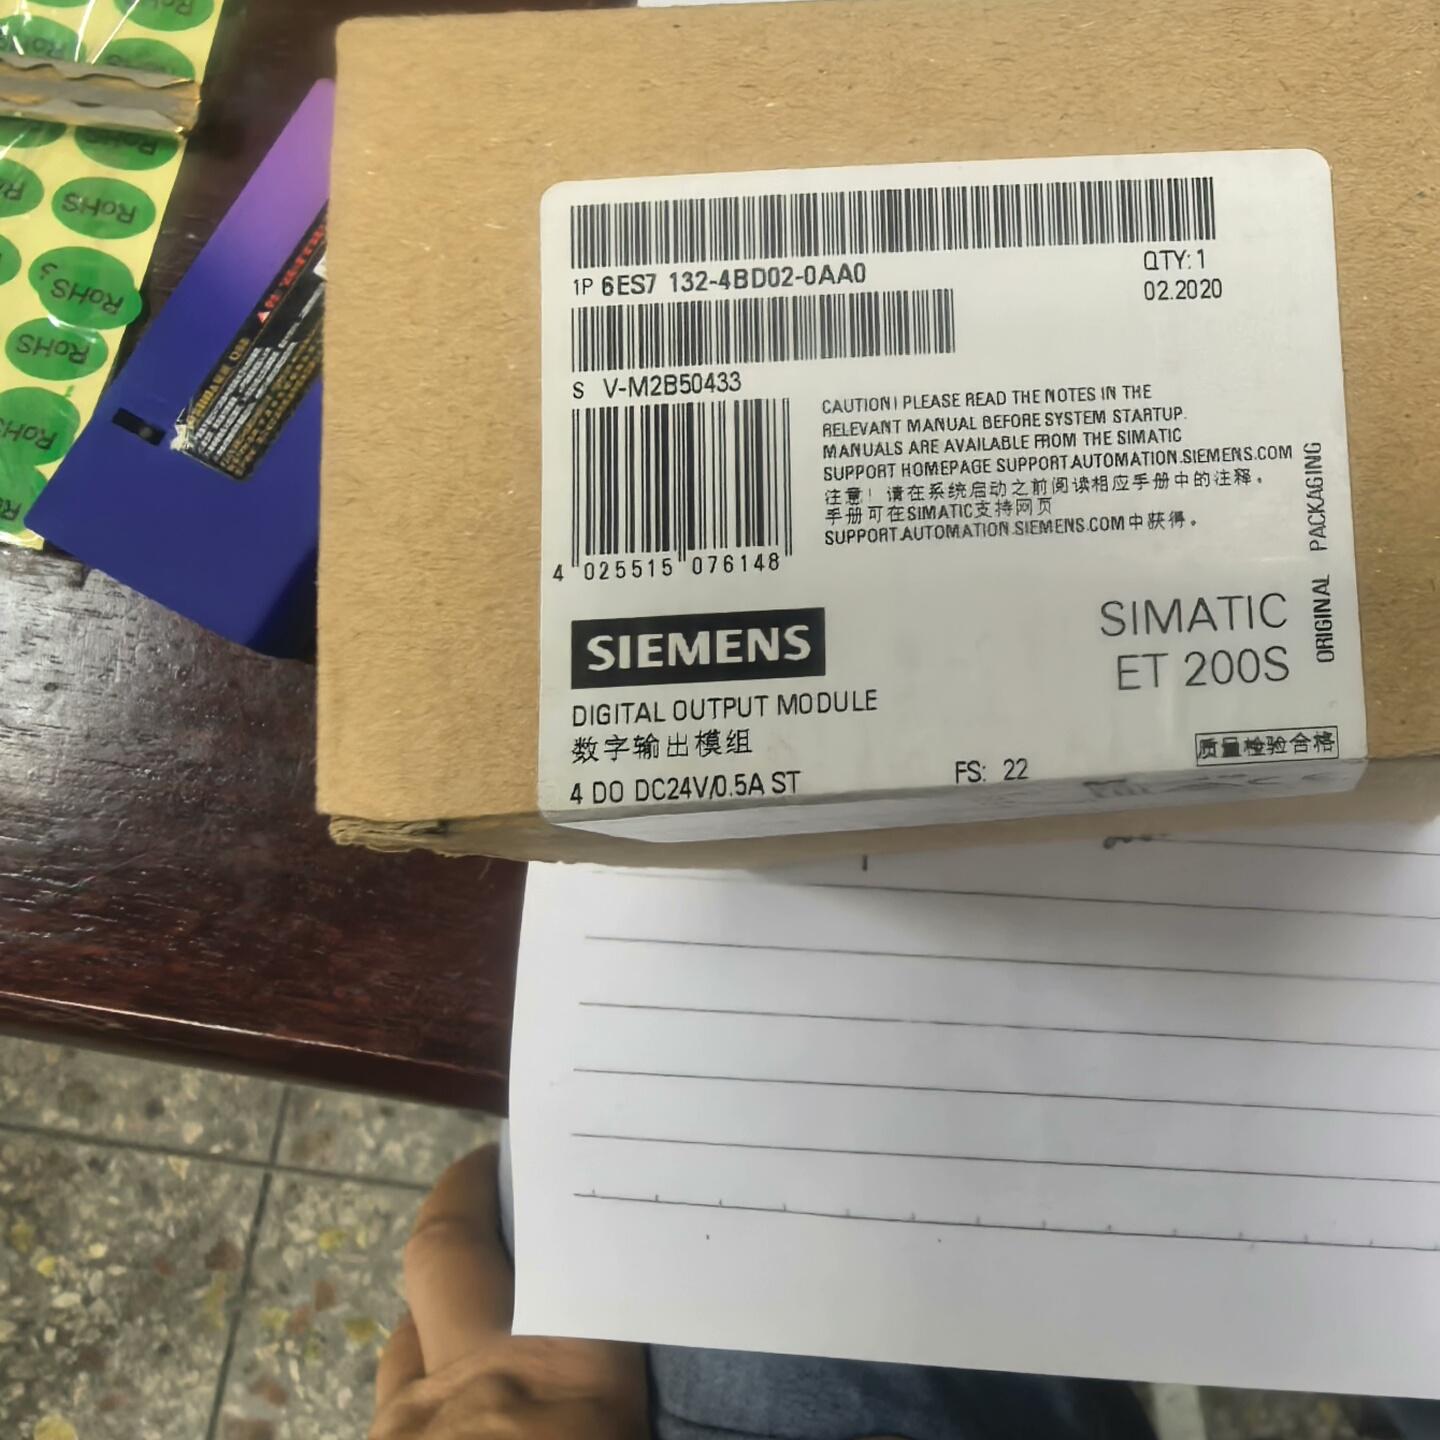 1P 6ES7 132-4BD02-0AA0
QTY: 1
02.2020
S V-M2B50433
CAUTION! PLEASE READ THE NOTES IN THE
RELEVANT MANUAL BEFORE SYSTEM STARTUP.
MANUALS ARE AVAILABLE FROM THE SIMATIC
SUPPORT HOMEPAGE SUPPORT.AUTOMATION.SIEMENS.COM
注意！请在系统启动之前阅读相应手册中的注释。
手册可在SIMATIC支持网页
SUPPORT.AUTOMATION.SIEMENS.COM中获得。
4 025515 076148
ORIGINAL PACKAGING
SIEMENS
SIMATIC
ET 200S
DIGITAL OUTPUT MODULE
数字输出模组
4 DO DC24V/0.5A ST
FS: 22
质量检验合格
RoHS
RoHS
RoHS
RoHS
RoHS